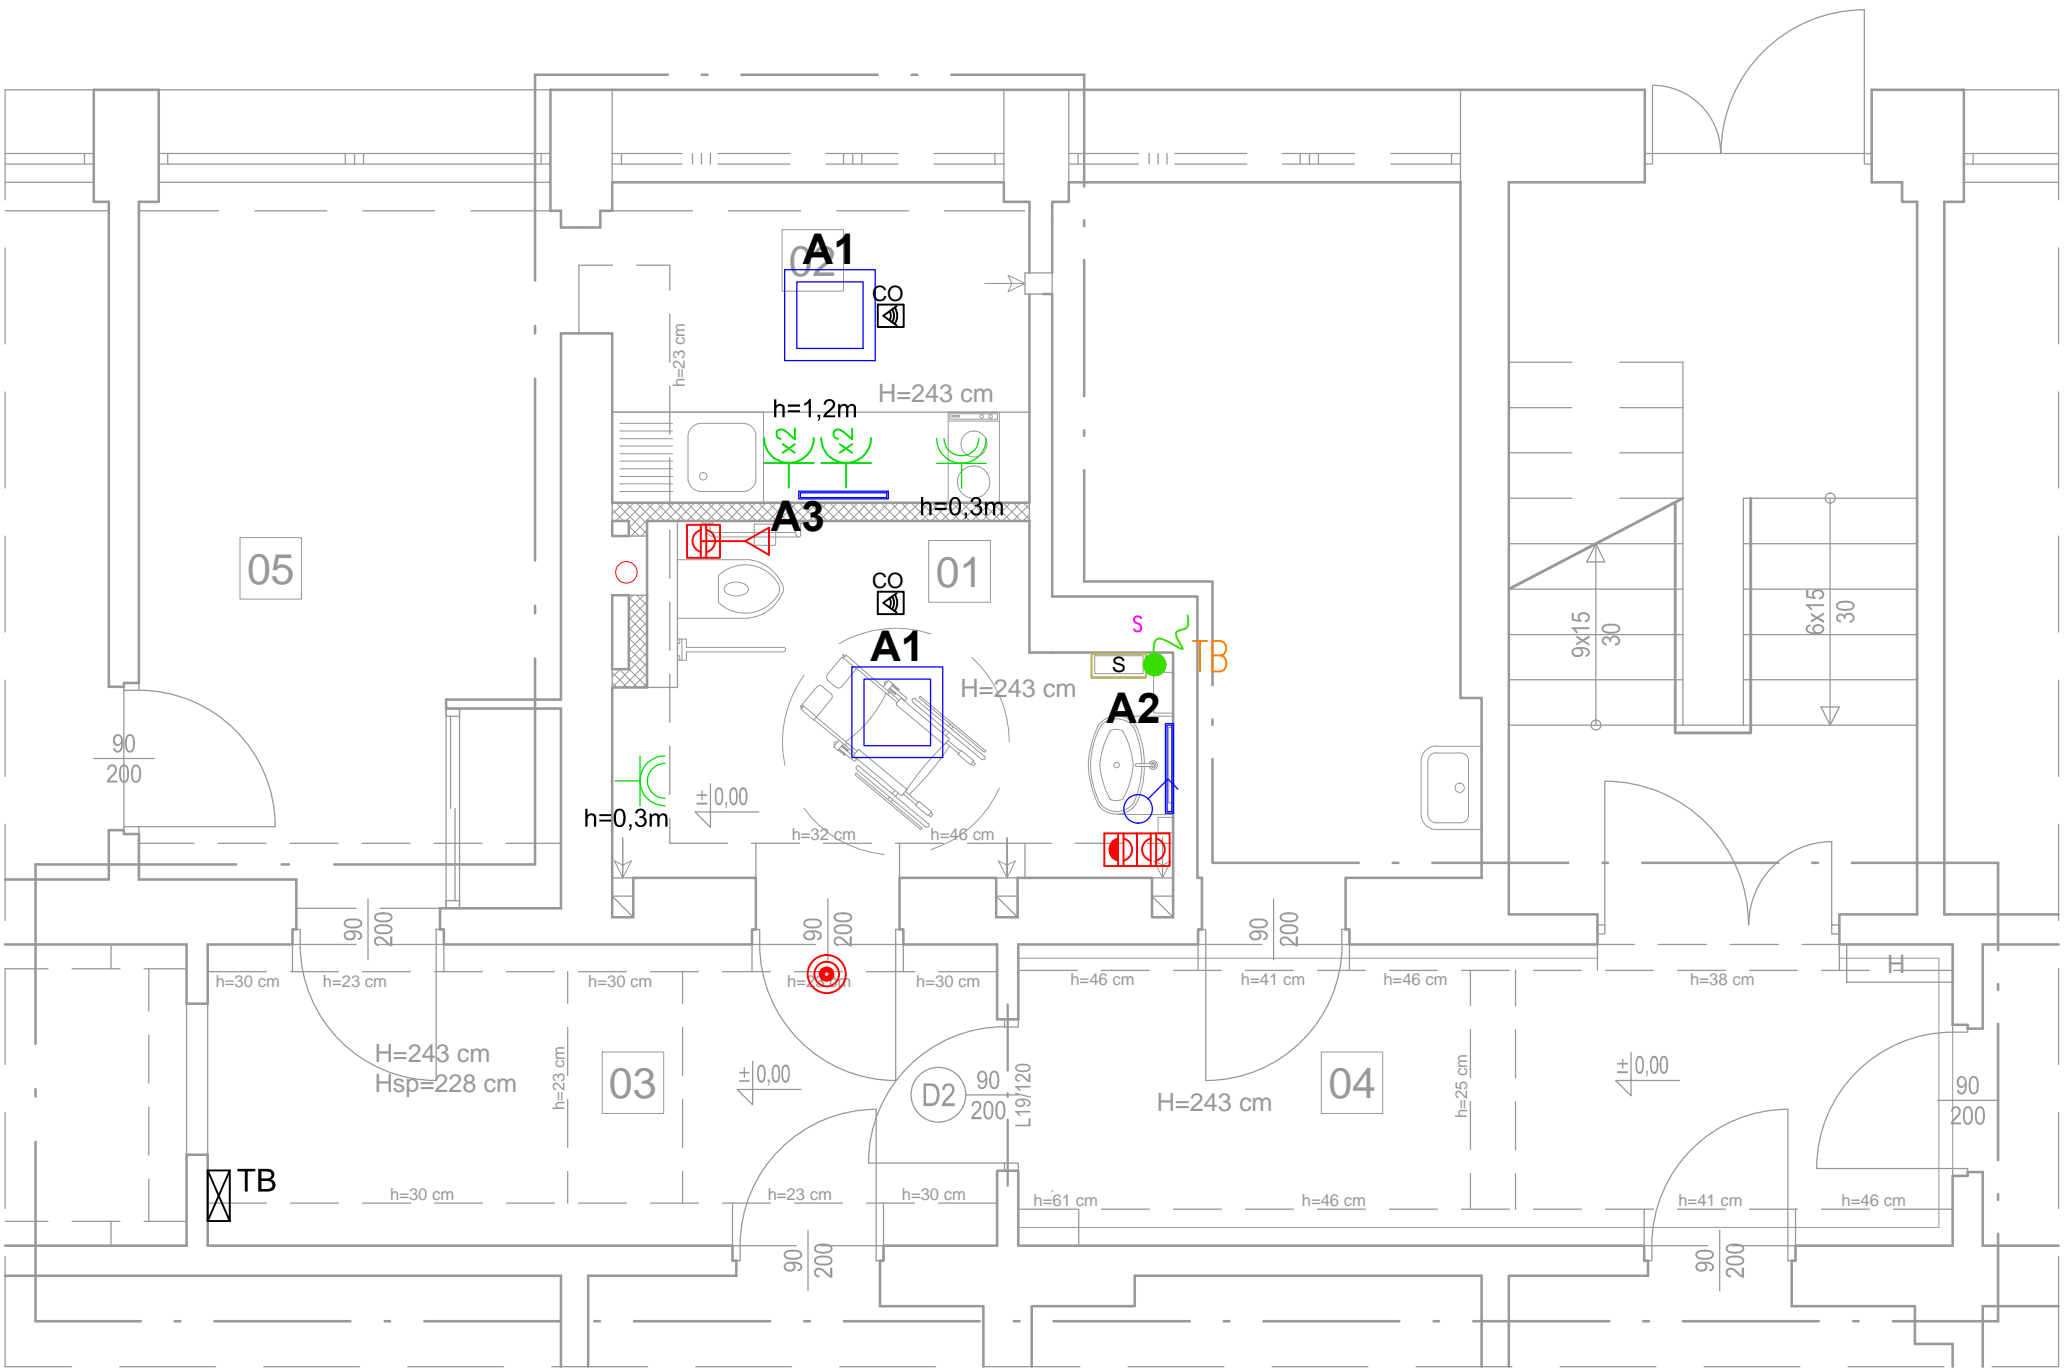 A1
02
CO
h=23 cm
H=243 cm
h=1,2m
x2
x2
h=0,3m
A3
05
01
CO
S
TB
S
A1
H=243 cm
A2
9x15
30
6x15
30
90
200
±0,00
h=0,3m
h=32 cm
h=46 cm
90
200
90
200
90
200
h=30 cm
h=23 cm
h=30 cm
h=30 cm
h=46 cm
h=41 cm
h=46 cm
h=38 cm
H
H=243 cm
Hsp=228 cm
h=23 cm
03
±0,00
D2
90
200
L19/120
H=243 cm
04
h=25 cm
±0,00
90
200
TB
h=30 cm
h=23 cm
h=30 cm
h=61 cm
h=46 cm
h=41 cm
h=46 cm
90
200
90
200